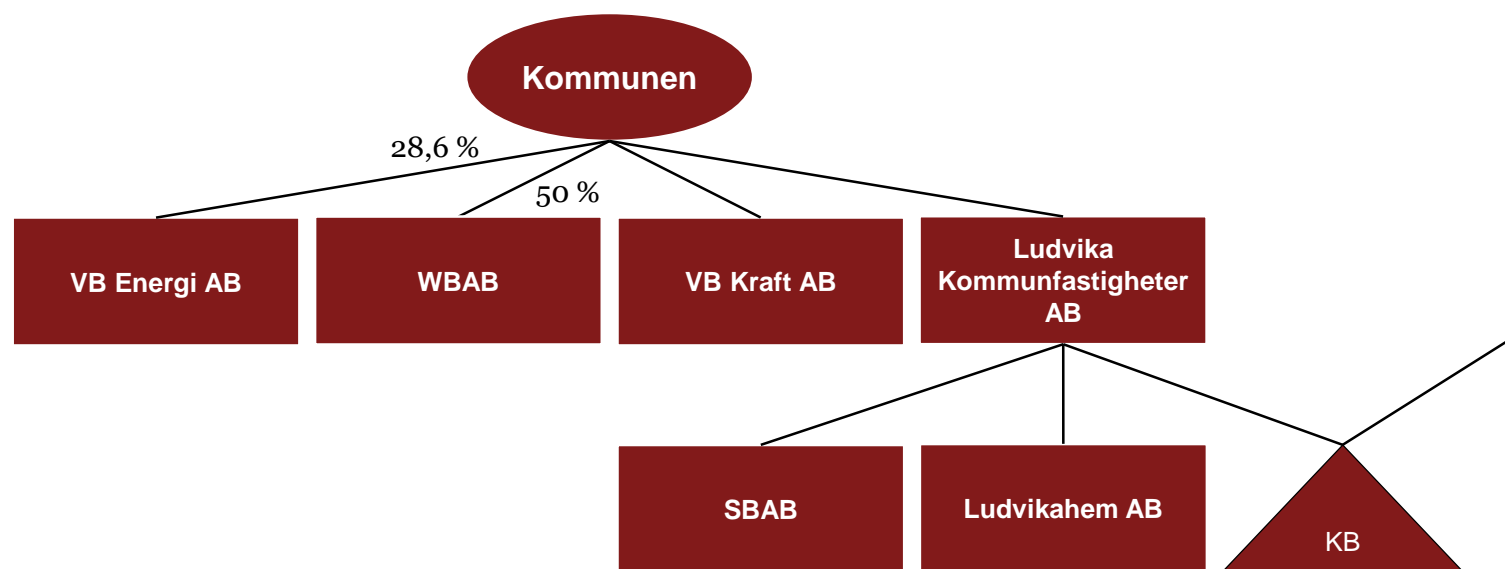 Kommunen
28,6 %
50 %
VB Energi AB
WBAB
VB Kraft AB
Ludvika
Kommunfastigheter
AB
SBAB
Ludvikahem AB
KB